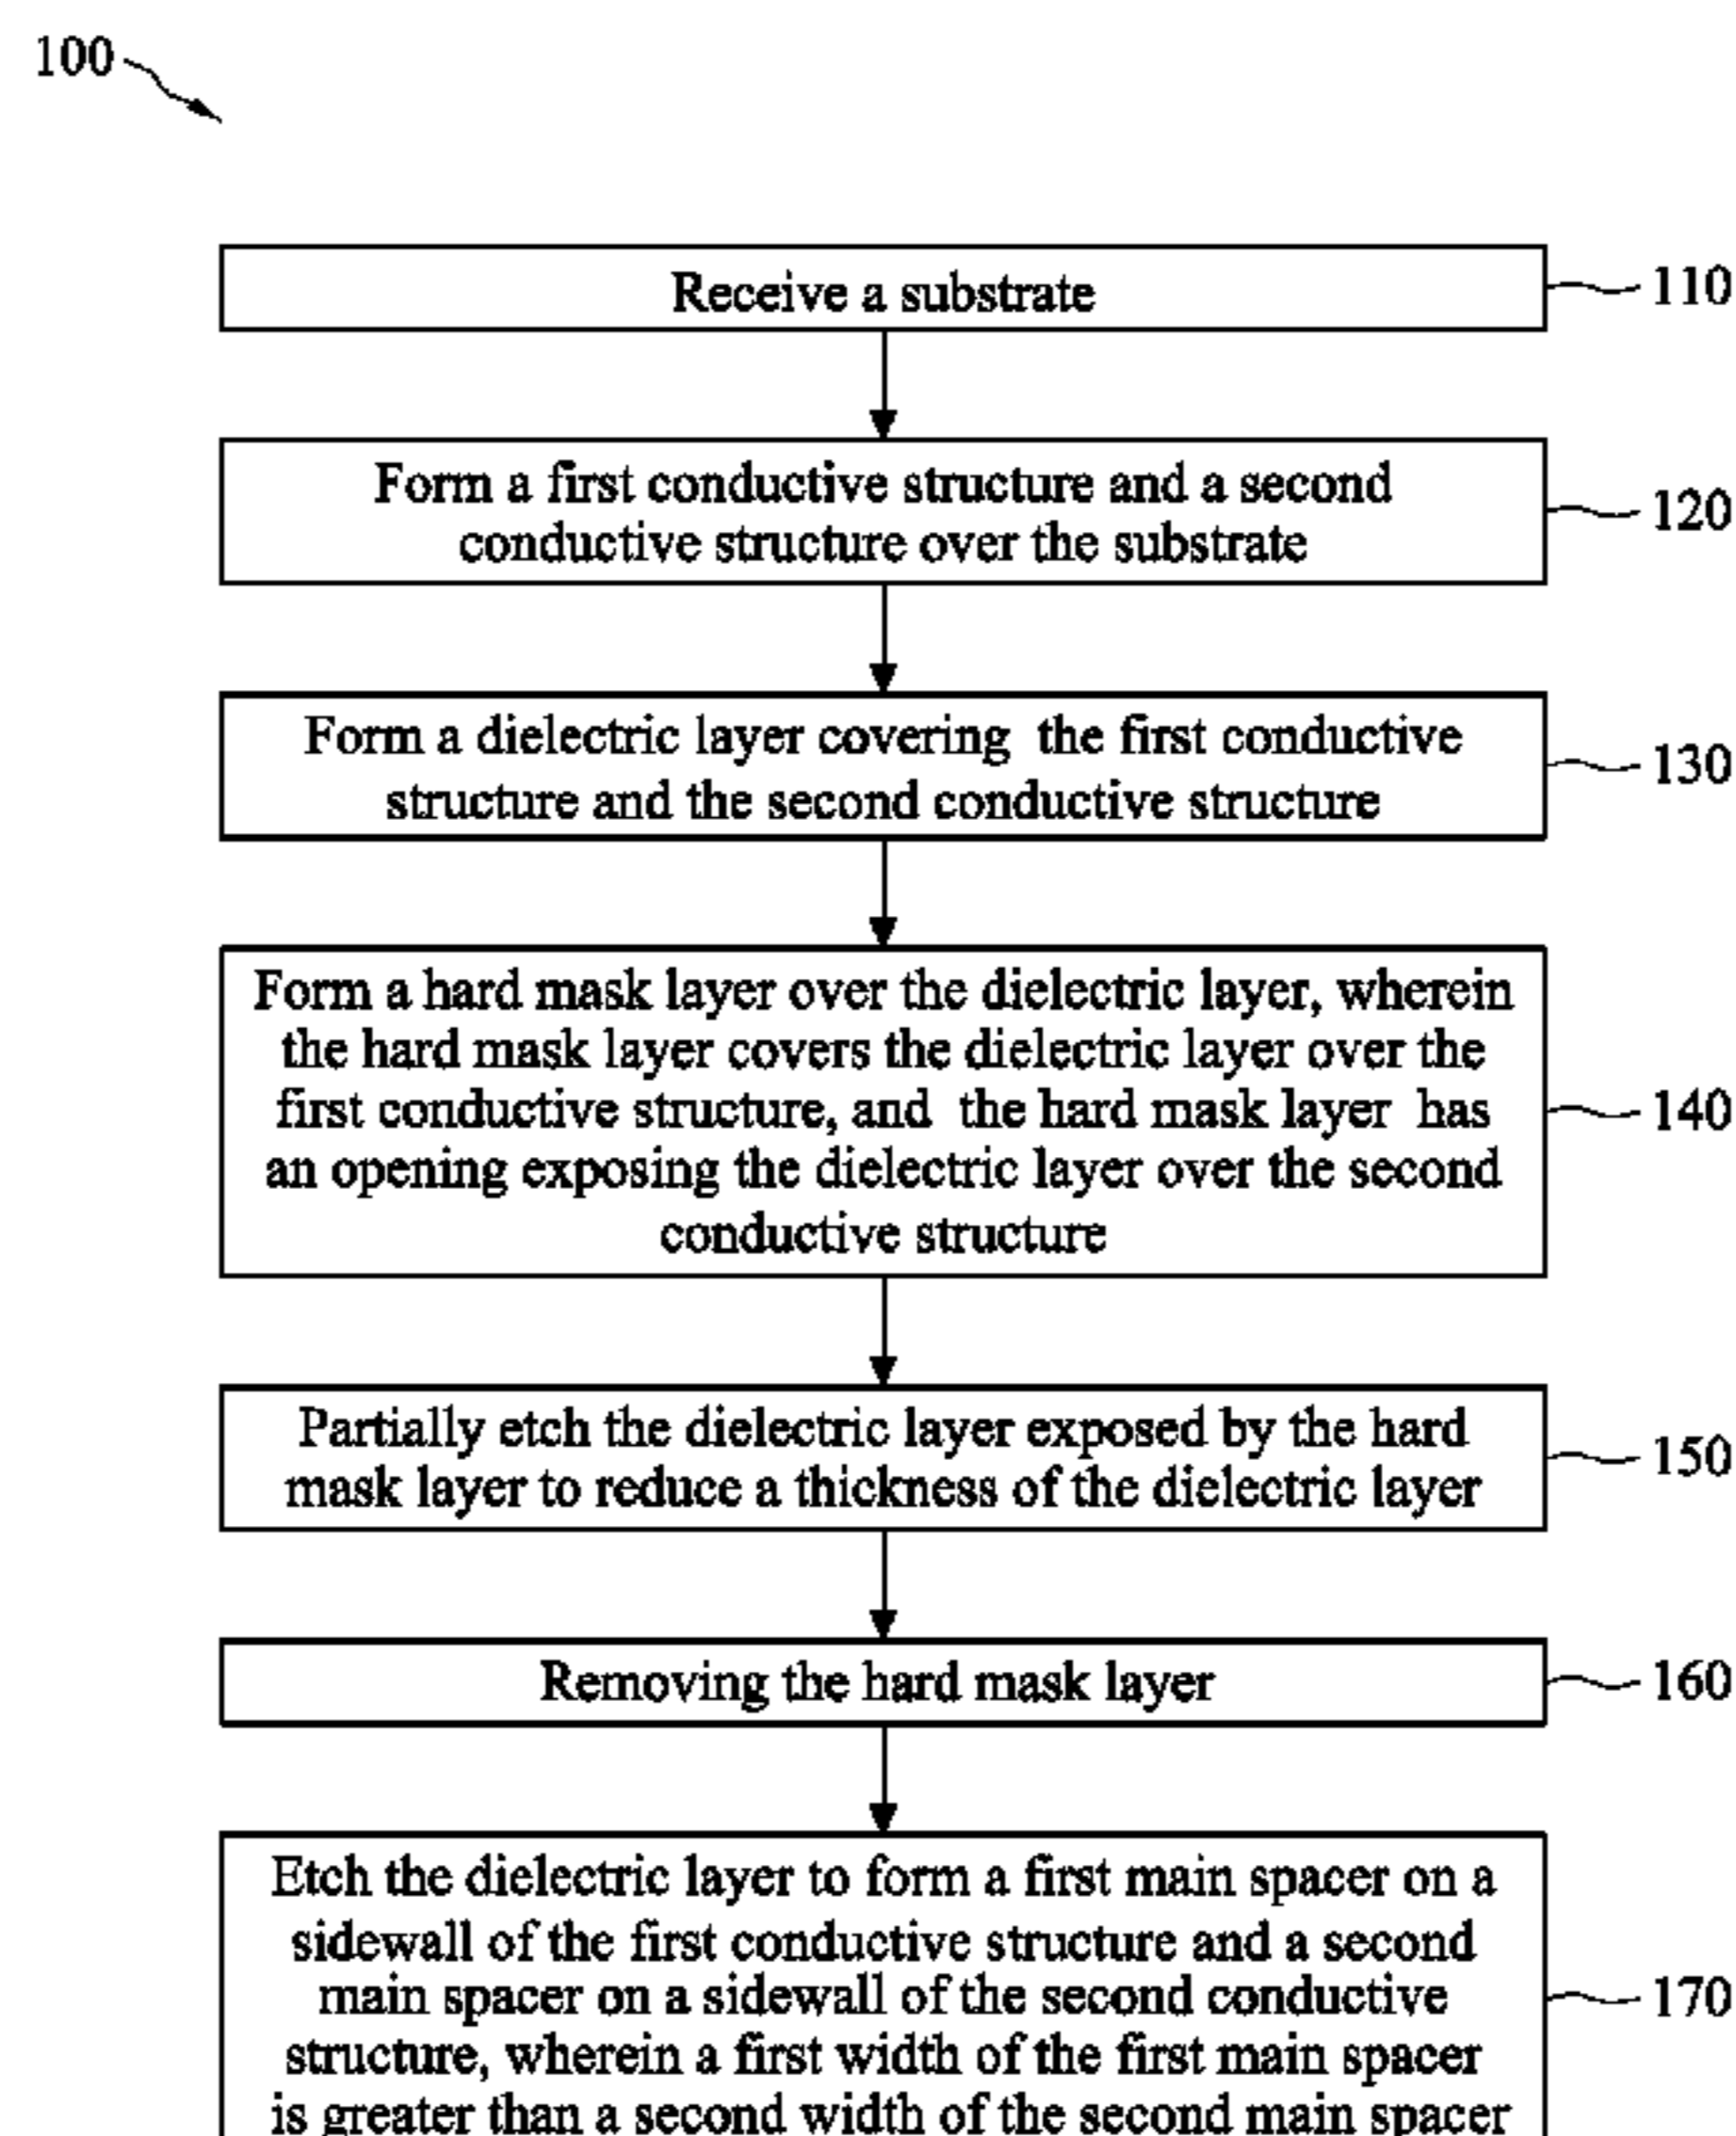 100
Receive a substrate
110
Form a first conductive structure and a second
conductive structure over the substrate
120
Form a dielectric layer covering the first conductive
structure and the second conductive structure
130
Form a hard mask layer over the dielectric layer, wherein
the hard mask layer covers the dielectric layer over the
first conductive structure, and the hard mask layer has
an opening exposing the dielectric layer over the second
conductive structure
140
Partially etch the dielectric layer exposed by the hard
mask layer to reduce a thickness of the dielectric layer
150
Removing the hard mask layer
160
Etch the dielectric layer to form a first main spacer on a
sidewall of the first conductive structure and a second
main spacer on a sidewall of the second conductive
structure, wherein a first width of the first main spacer
is greater than a second width of the second main spacer
170